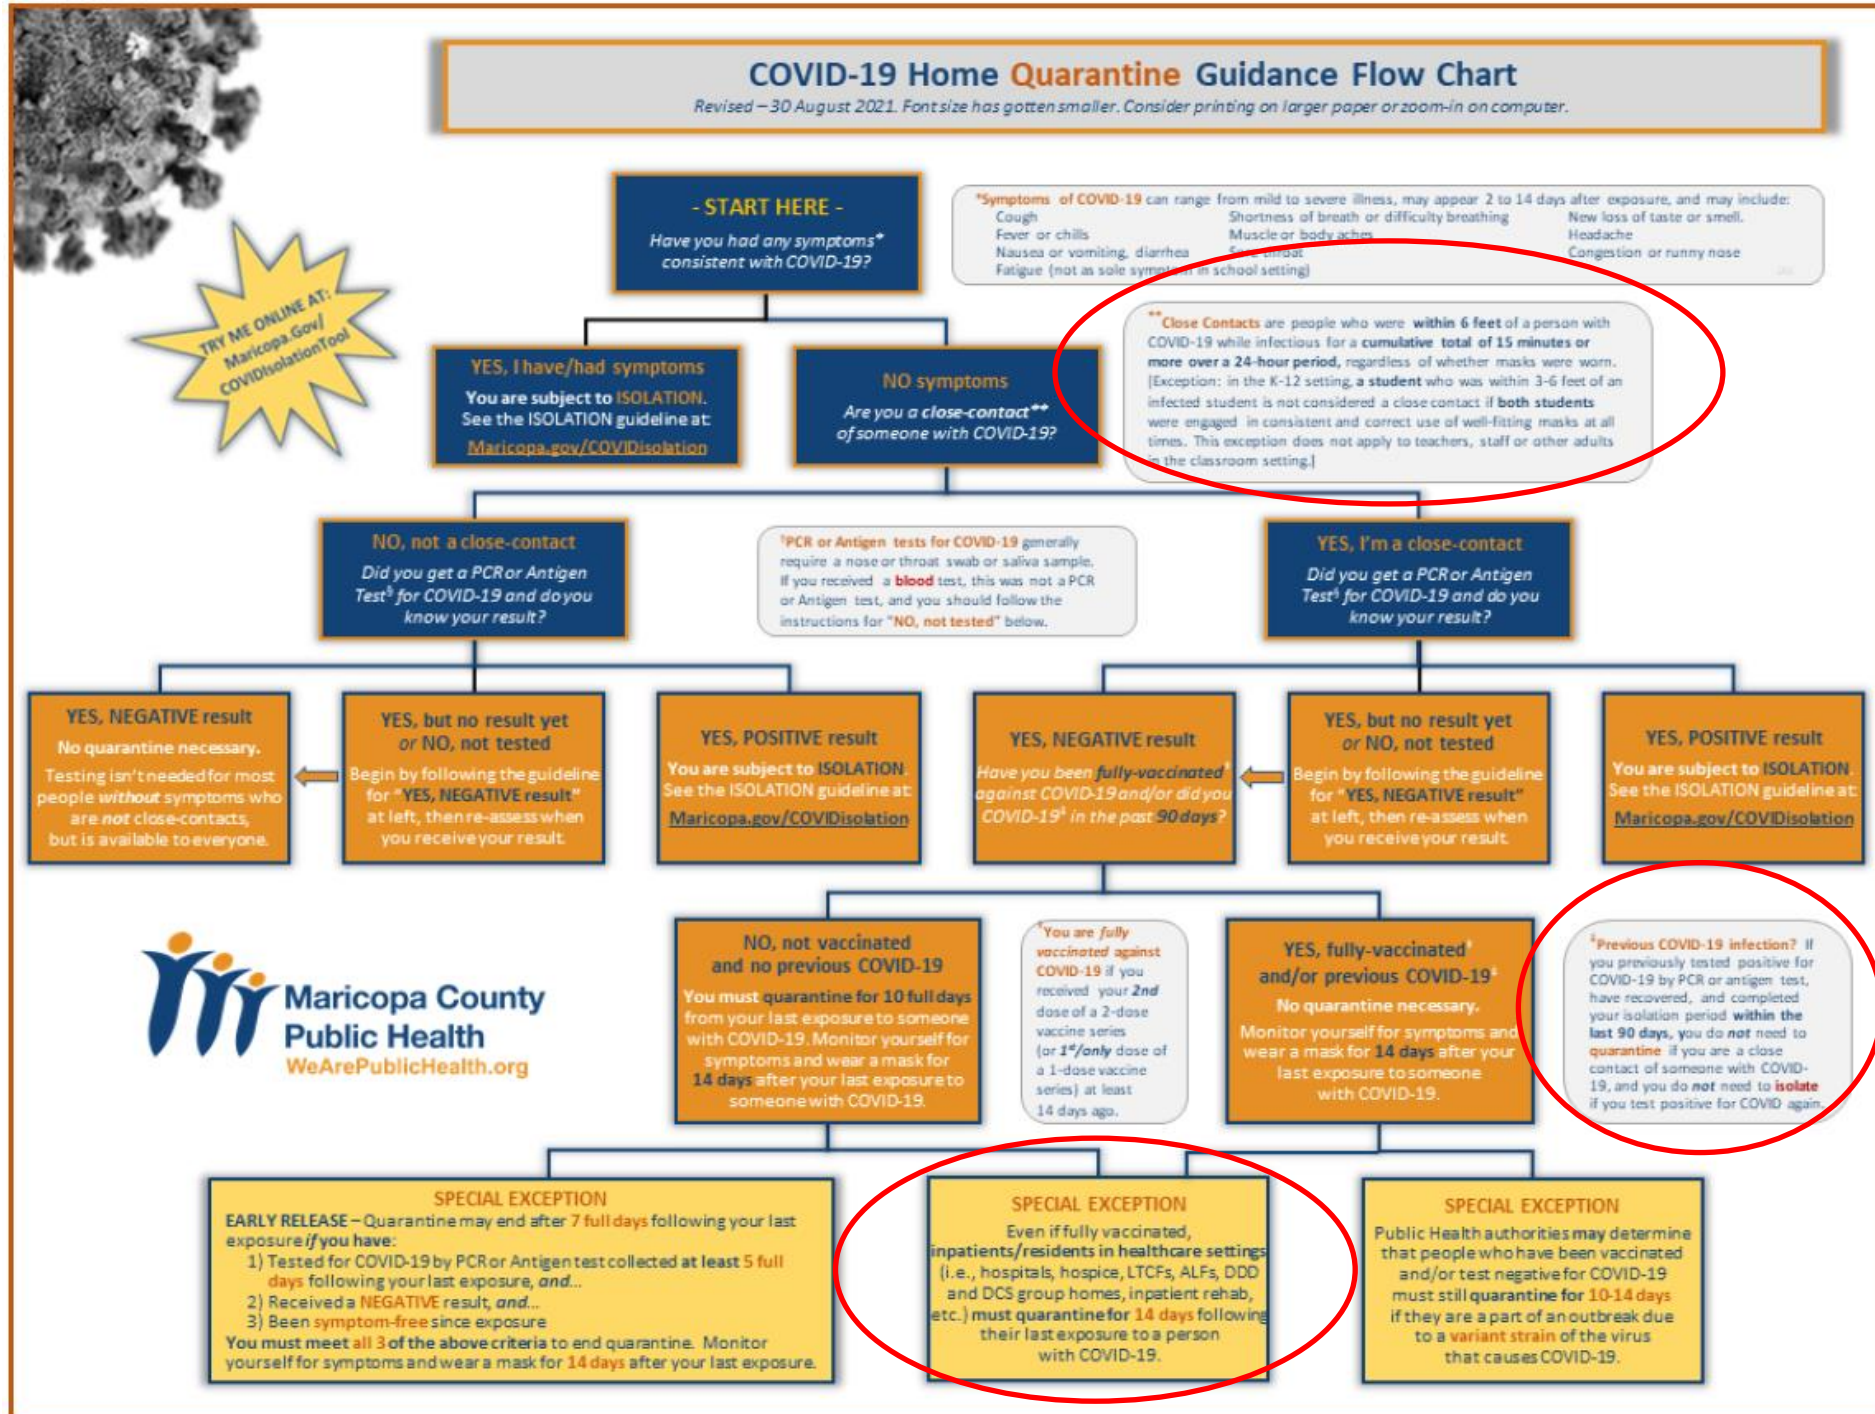 COVID-19 Home Quarantine Guidance Flow Chart
Revised – 30 August 2021. Font size has gotten smaller. Consider printing on larger paper or zoom-in on computer.
TRY ME ONLINE AT:
Maricopa.Gov/
COVIDIsolationTool
- START HERE -
Have you had any symptoms*
consistent with COVID-19?
*Symptoms of COVID-19 can range from mild to severe illness, may appear 2 to 14 days after exposure, and may include:
Cough Shortness of breath or difficulty breathing New loss of taste or smell.
Fever or chills Muscle or body aches Headache
Nausea or vomiting, diarrhea Sore throat Congestion or runny nose
Fatigue (not as sole symptom in school setting)
YES, I have/had symptoms
You are subject to ISOLATION.
See the ISOLATION guideline at:
Maricopa.gov/COVIDisolation
NO symptoms
Are you a close-contact**
of someone with COVID-19?
**Close Contacts are people who were within 6 feet of a person with
COVID-19 while infectious for a cumulative total of 15 minutes or
more over a 24-hour period, regardless of whether masks were worn.
[Exception: in the K-12 setting, a student who was within 3-6 feet of an
infected student is not considered a close contact if both students
were engaged in consistent and correct use of well-fitting masks at all
times. This exception does not apply to teachers, staff or other adults
in the classroom setting.]
NO, not a close-contact
Did you get a PCR or Antigen
Test§ for COVID-19 and do you
know your result?
§PCR or Antigen tests for COVID-19 generally
require a nose or throat swab or saliva sample.
If you received a blood test, this was not a PCR
or Antigen test, and you should follow the
instructions for "NO, not tested" below.
YES, I'm a close-contact
Did you get a PCR or Antigen
Test§ for COVID-19 and do you
know your result?
YES, NEGATIVE result
No quarantine necessary.
Testing isn't needed for most
people without symptoms who
are not close-contacts,
but is available to everyone.
YES, but no result yet
or NO, not tested
Begin by following the guideline
for "YES, NEGATIVE result"
at left, then re-assess when
you receive your result.
YES, POSITIVE result
You are subject to ISOLATION.
See the ISOLATION guideline at:
Maricopa.gov/COVIDisolation
YES, NEGATIVE result
Have you been fully-vaccinated†
against COVID-19 and/or did you
COVID-19‡ in the past 90 days?
YES, but no result yet
or NO, not tested
Begin by following the guideline
for "YES, NEGATIVE result"
at left, then re-assess when
you receive your result.
YES, POSITIVE result
You are subject to ISOLATION.
See the ISOLATION guideline at:
Maricopa.gov/COVIDisolation
Maricopa County
Public Health
WeArePublicHealth.org
NO, not vaccinated
and no previous COVID-19
You must quarantine for 10 full days
from your last exposure to someone
with COVID-19. Monitor yourself for
symptoms and wear a mask for
14 days after your last exposure to
someone with COVID-19.
†You are fully
vaccinated against
COVID-19 if you
received your 2nd
dose of a 2-dose
vaccine series
(or 1st/only dose of
a 1-dose vaccine
series) at least
14 days ago.
YES, fully-vaccinated†
and/or previous COVID-19‡
No quarantine necessary.
Monitor yourself for symptoms and
wear a mask for 14 days after your
last exposure to someone
with COVID-19.
‡Previous COVID-19 infection? If
you previously tested positive for
COVID-19 by PCR or antigen test,
have recovered, and completed
your isolation period within the
last 90 days, you do not need to
quarantine if you are a close
contact of someone with COVID-
19, and you do not need to isolate
if you test positive for COVID again.
SPECIAL EXCEPTION
EARLY RELEASE – Quarantine may end after 7 full days following your last
exposure if you have:
1) Tested for COVID-19 by PCR or Antigen test collected at least 5 full
days following your last exposure, and...
2) Received a NEGATIVE result, and...
3) Been symptom-free since exposure
You must meet all 3 of the above criteria to end quarantine. Monitor
yourself for symptoms and wear a mask for 14 days after your last exposure.
SPECIAL EXCEPTION
Even if fully vaccinated,
inpatients/residents in healthcare settings
(i.e., hospitals, hospice, LTCFs, ALFs, DDD
and DCS group homes, inpatient rehab,
etc.) must quarantine for 14 days following
their last exposure to a person
with COVID-19.
SPECIAL EXCEPTION
Public Health authorities may determine
that people who have been vaccinated
and/or test negative for COVID-19
must still quarantine for 10-14 days
if they are a part of an outbreak due
to a variant strain of the virus
that causes COVID-19.